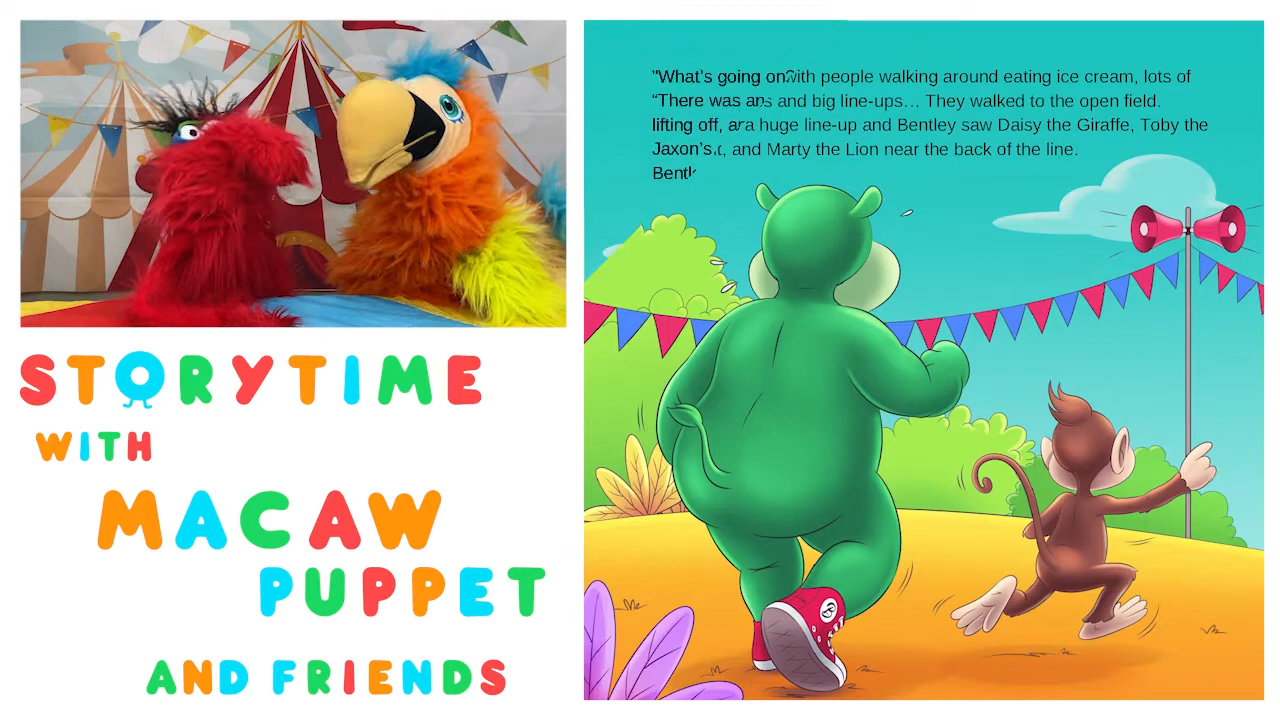 STORYTIME
WITH
MACAW
PUPPET
AND FRIENDS
"What's going on with people walking around eating ice cream, lots of
"There was and big line-ups… They walked to the open field.
lifting off, a huge line-up and Bentley saw Daisy the Giraffe, Toby the
Jaxon's and Marty the Lion near the back of the line.
B